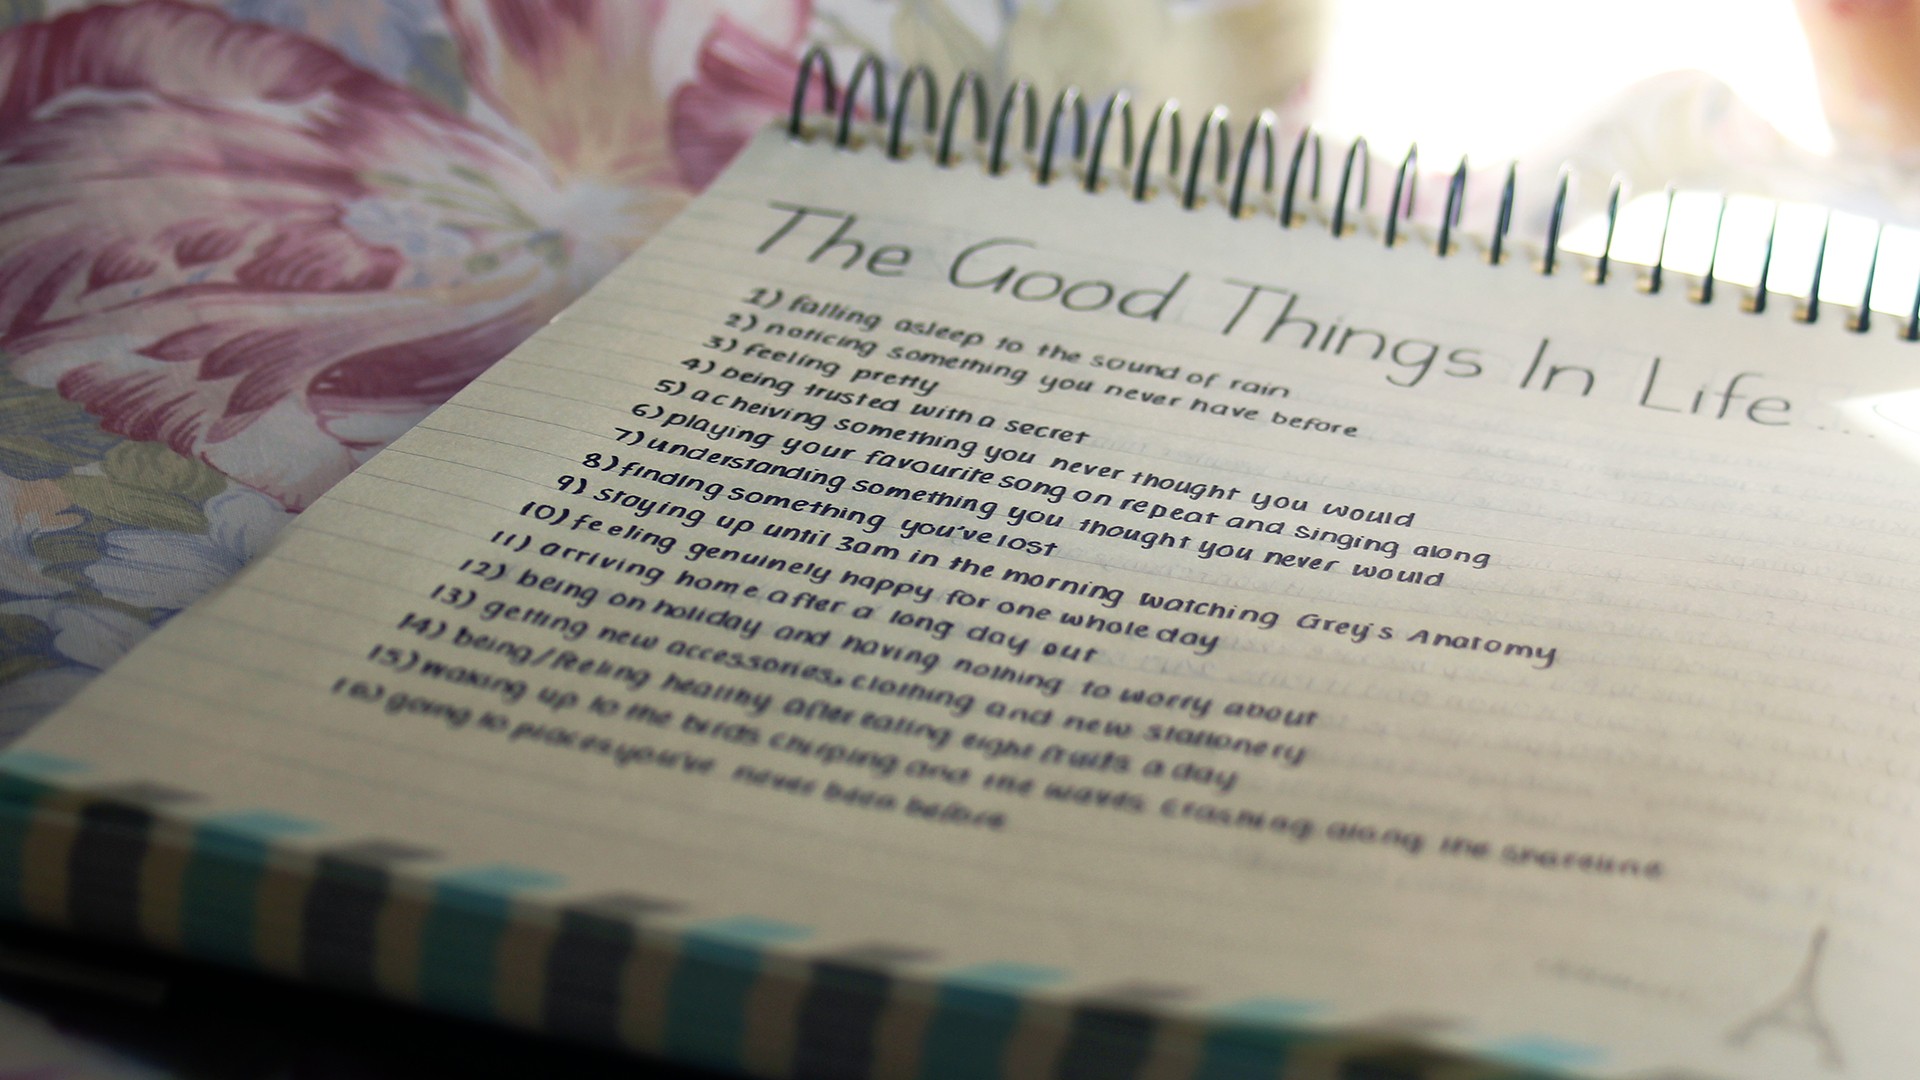 The Good Things In Life....
1) falling asleep to the sound of rain
2) noticing something you never have before
3) feeling pretty
4) being trusted with a secret
5) acheiving something you never thought you would
6) playing your favourite song on repeat and singing along
7) understanding something you thought you never would
8) finding something you've lost
9) staying up until 3am in the morning watching Grey's Anatomy
10) feeling genuinely happy for one whole day
11) arriving home after a long day out
12) being on holiday and having nothing to worry about
13) getting new accessories, clothing and new stationery
14) being/feeling healthy after eating eight fruits a day
15) waking up to the birds chirping and the waves crashing along the shoreline
16) going to places you've never been before